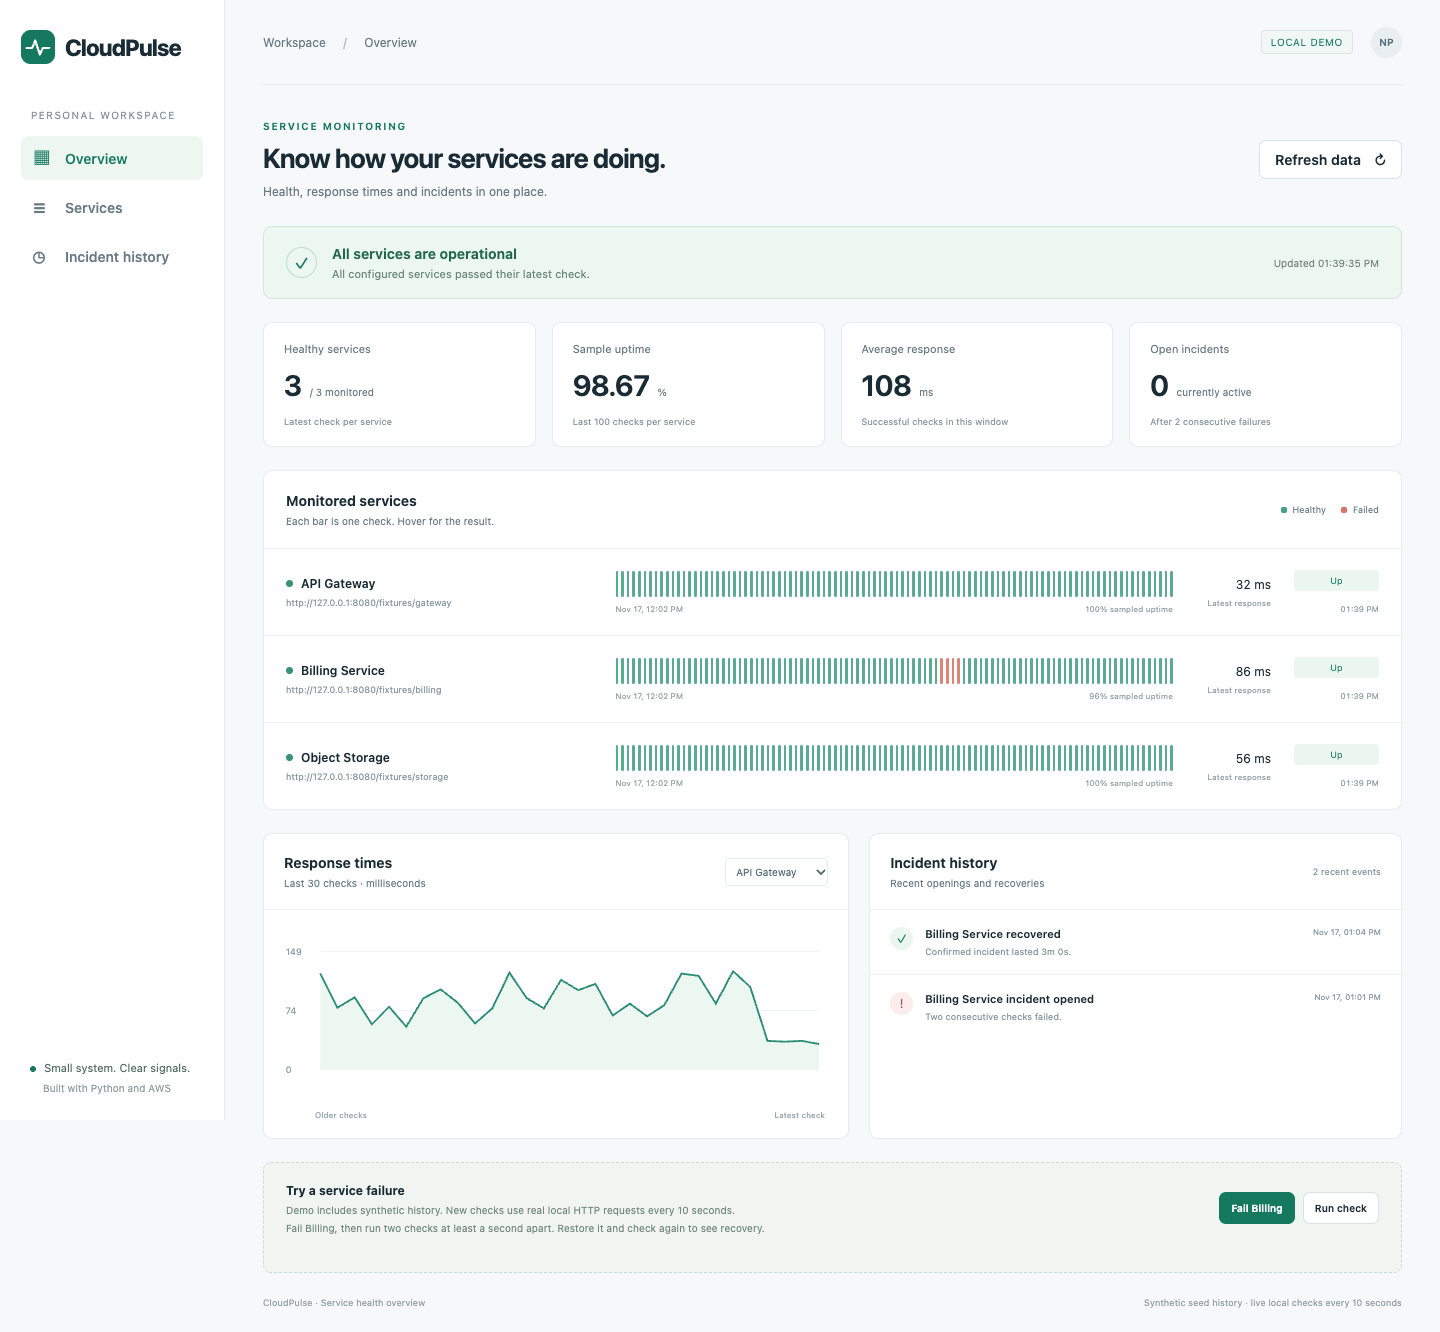 CloudPulse
PERSONAL WORKSPACE
Overview
Services
Incident history
Small system. Clear signals.
Built with Python and AWS
Workspace / Overview
LOCAL DEMO
NP
SERVICE MONITORING
Know how your services are doing.
Health, response times and incidents in one place.
Refresh data
All services are operational
All configured services passed their latest check.
Updated 01:39:35 PM
Healthy services
3 / 3 monitored
Latest check per service
Sample uptime
98.67 %
Last 100 checks per service
Average response
108 ms
Successful checks in this window
Open incidents
0 currently active
After 2 consecutive failures
Monitored services
Each bar is one check. Hover for the result.
Healthy Failed
API Gateway
http://127.0.0.1:8080/fixtures/gateway
Nov 17, 12:02 PM
100% sampled uptime
32 ms
Latest response
Up
01:39 PM
Billing Service
http://127.0.0.1:8080/fixtures/billing
Nov 17, 12:02 PM
96% sampled uptime
86 ms
Latest response
Up
01:39 PM
Object Storage
http://127.0.0.1:8080/fixtures/storage
Nov 17, 12:02 PM
100% sampled uptime
56 ms
Latest response
Up
01:39 PM
Response times
Last 30 checks · milliseconds
API Gateway
149
74
0
Older checks
Latest check
Incident history
Recent openings and recoveries
2 recent events
Billing Service recovered
Confirmed incident lasted 3m 0s.
Nov 17, 01:04 PM
!
Billing Service incident opened
Two consecutive checks failed.
Nov 17, 01:01 PM
Try a service failure
Demo includes synthetic history. New checks use real local HTTP requests every 10 seconds.
Fail Billing, then run two checks at least a second apart. Restore it and check again to see recovery.
Fail Billing
Run check
CloudPulse · Service health overview
Synthetic seed history · live local checks every 10 seconds